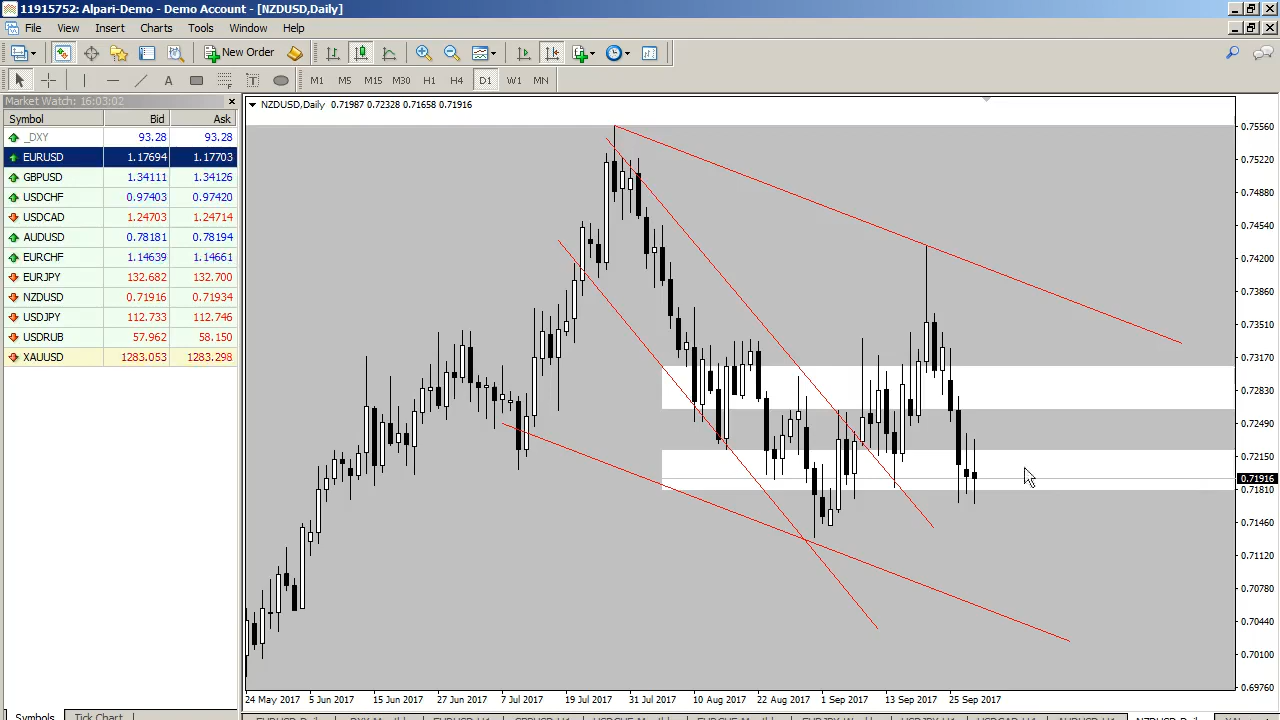 11915752: Alpari-Demo - Demo Account - [NZDUSD,Daily]
File View Insert Charts Tools Window Help
New Order
A T M1 M5 M15 M30 H1 H4 D1 W1 MN
Market Watch: 16:03:02
Symbol Bid Ask
_DXY 93.28 93.28
EURUSD 1.17694 1.17703
GBPUSD 1.34111 1.34126
USDCHF 0.97403 0.97420
USDCAD 1.24703 1.24714
AUDUSD 0.78181 0.78194
EURCHF 1.14639 1.14661
EURJPY 132.682 132.700
NZDUSD 0.71916 0.71934
USDJPY 112.733 112.746
USDRUB 57.962 58.150
XAUUSD 1283.053 1283.298
Symbols Tick Chart
NZDUSD,Daily 0.71987 0.72328 0.71658 0.71916
0.75560
0.75220
0.74880
0.74540
0.74200
0.73860
0.73510
0.73170
0.72830
0.72490
0.72150
0.71916
0.71810
0.71460
0.71120
0.70780
0.70440
0.70100
0.69760
24 May 2017 5 Jun 2017 15 Jun 2017 27 Jun 2017 7 Jul 2017 19 Jul 2017 31 Jul 2017 10 Aug 2017 22 Aug 2017 1 Sep 2017 13 Sep 2017 25 Sep 2017